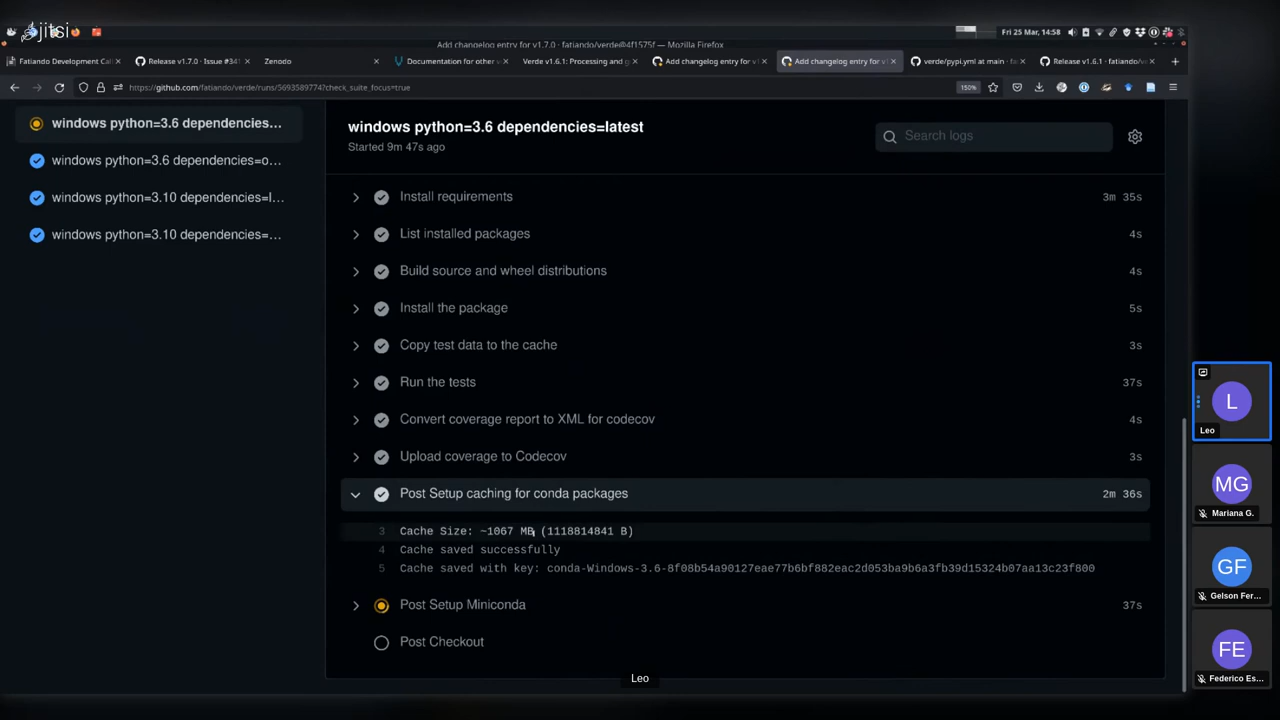 jitsi
Fri 25 Mar, 14:58
Add changelog entry for v1.7.0 · fatiando/verde@4f1575f — Mozilla Firefox
Fatiando Development Cal
Release v1.7.0 · Issue #341
Zenodo
Documentation for other v
Verde v1.6.1: Processing and g
Add changelog entry for v1
Add changelog entry for v1
verde/pypi.yml at main · fa
Release v1.6.1 · fatiando/ve
https://github.com/fatiando/verde/runs/5693589774?check_suite_focus=true
150%
windows python=3.6 dependencies...
windows python=3.6 dependencies=o...
windows python=3.10 dependencies=l...
windows python=3.10 dependencies=...
windows python=3.6 dependencies=latest
Started 9m 47s ago
Search logs
Install requirements 3m 35s
List installed packages 4s
Build source and wheel distributions 4s
Install the package 5s
Copy test data to the cache 3s
Run the tests 37s
Convert coverage report to XML for codecov 4s
Upload coverage to Codecov 3s
Post Setup caching for conda packages 2m 36s
3 Cache Size: ~1067 MB (1118814841 B)
4 Cache saved successfully
5 Cache saved with key: conda-Windows-3.6-8f08b54a90127eae77b6bf882eac2d053ba9b6a3fb39d15324b07aa13c23f800
Post Setup Miniconda 37s
Post Checkout
Leo
L
Leo
MG
Mariana G.
GF
Gelson Fer...
FE
Federico Es...